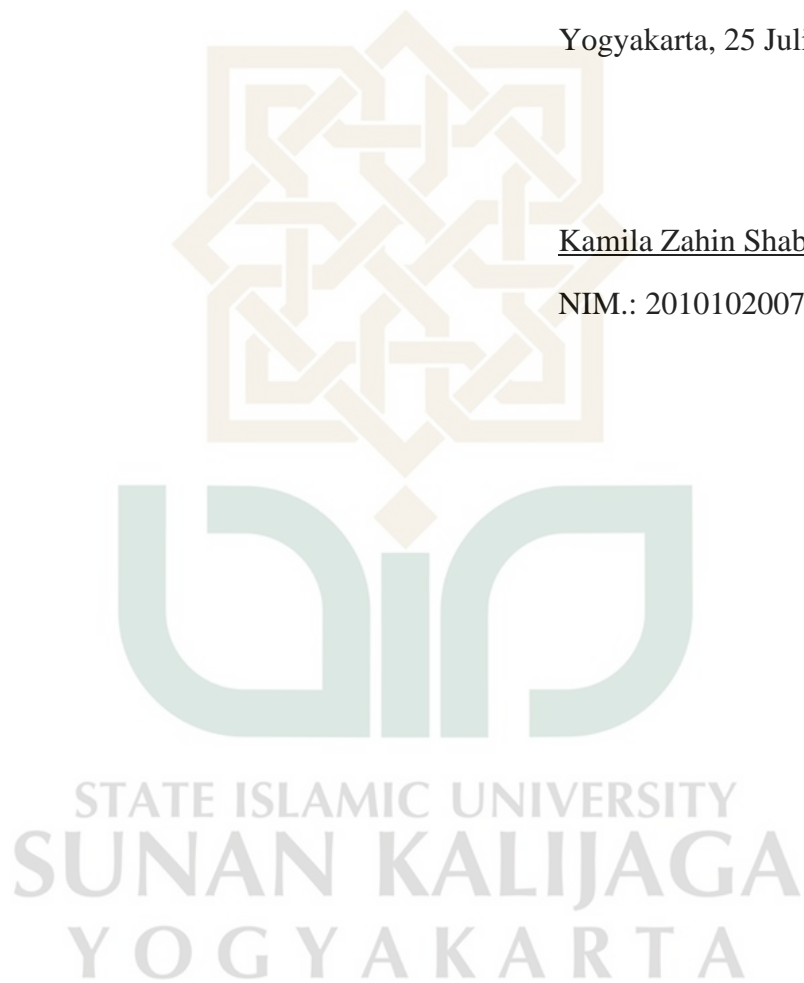 Yogyakarta, 25 Juli
Kamila Zahin Shab
NIM.: 2010102007
STATE ISLAMIC UNIVERSITY
SUNAN KALIJAGA
YOGYAKARTA